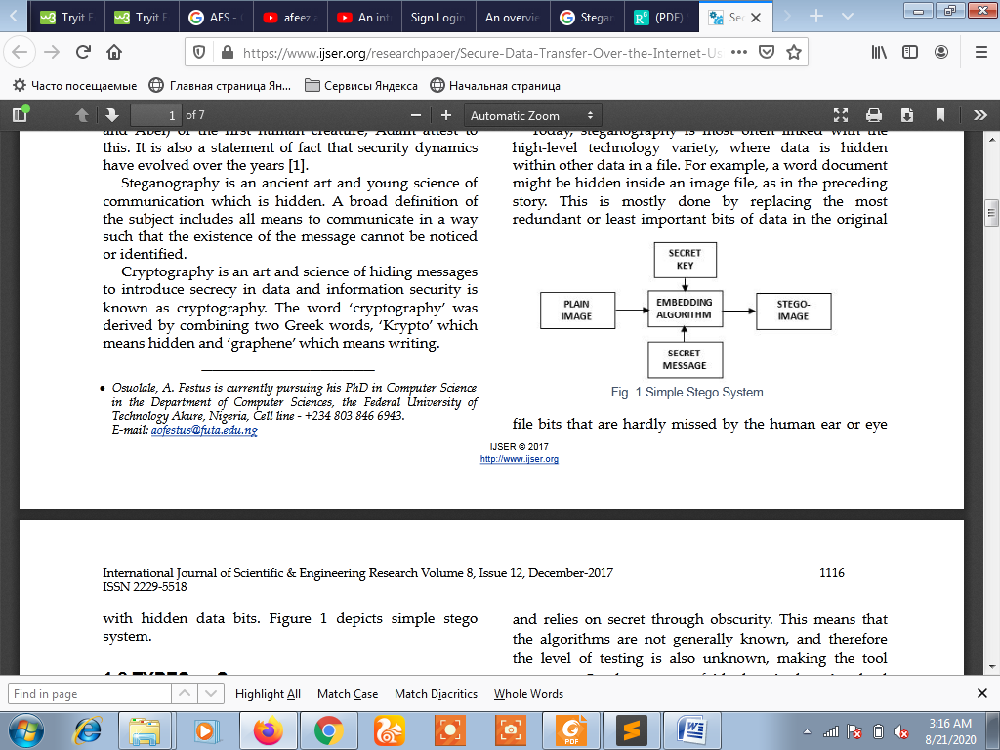 Tryit E
Tryit E
AES - G
afeez a
An int
Sign Login
An overvie
Stegar
(PDF)
Sec
https://www.ijser.org/researchpaper/Secure-Data-Transfer-Over-the-Internet-Us
Часто посещаемые
Главная страница Ян...
Сервисы Яндекса
Начальная страница
1 of 7
Automatic Zoom
and Abel) of the first human creature, Adam attest to
this. It is also a statement of fact that security dynamics
have evolved over the years [1].
Steganography is an ancient art and young science of
communication which is hidden. A broad definition of
the subject includes all means to communicate in a way
such that the existence of the message cannot be noticed
or identified.
Cryptography is an art and science of hiding messages
to introduce secrecy in data and information security is
known as cryptography. The word ‘cryptography’ was
derived by combining two Greek words, ‘Krypto’ which
means hidden and ‘graphene’ which means writing.
• Osuolale, A. Festus is currently pursuing his PhD in Computer Science
in the Department of Computer Sciences, the Federal University of
Technology Akure, Nigeria, Cell line - +234 803 846 6943.
E-mail: aofestus@futa.edu.ng
Today, steganography is most often linked with the
high-level technology variety, where data is hidden
within other data in a file. For example, a word document
might be hidden inside an image file, as in the preceding
story. This is mostly done by replacing the most
redundant or least important bits of data in the original
SECRET
KEY
PLAIN
IMAGE
EMBEDDING
ALGORITHM
STEGO-
IMAGE
SECRET
MESSAGE
Fig. 1 Simple Stego System
file bits that are hardly missed by the human ear or eye
IJSER © 2017
http://www.ijser.org
International Journal of Scientific & Engineering Research Volume 8, Issue 12, December-2017
1116
ISSN 2229-5518
with hidden data bits. Figure 1 depicts simple stego
system.
and relies on secret through obscurity. This means that
the algorithms are not generally known, and therefore
the level of testing is also unknown, making the tool
Find in page
Highlight All
Match Case
Match Diacritics
Whole Words
PDF
3:16 AM
8/21/2020